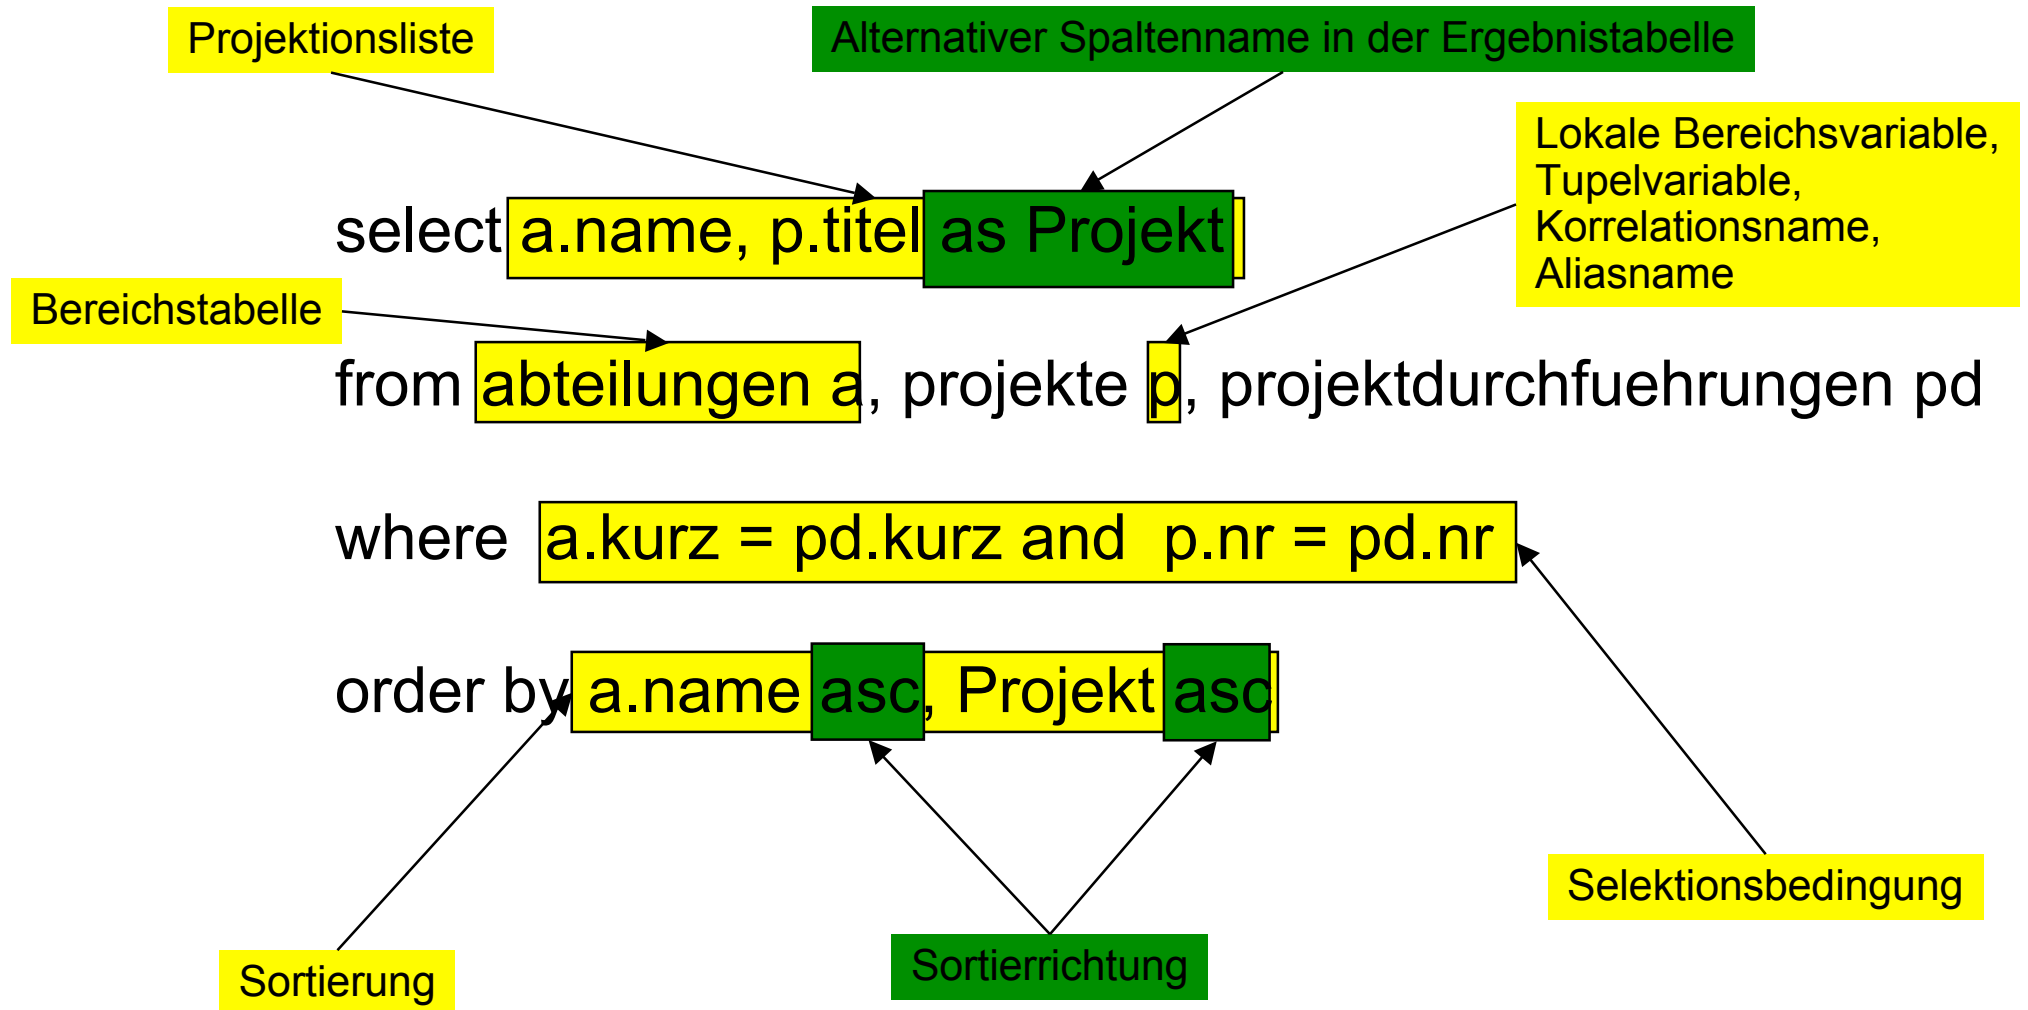 Projektionsliste
Alternativer Spaltenname in der Ergebnistabelle
Lokale Bereichsvariable,
Tupelvariable,
Korrelationsname,
Aliasname
select a.name, p.titel as Projekt
Bereichstabelle
from abteilungen a, projekte p, projektdurchfuehrungen pd
where a.kurz = pd.kurz and p.nr = pd.nr
order by a.name asc, Projekt asc
Selektionsbedingung
Sortierrichtung
Sortierung